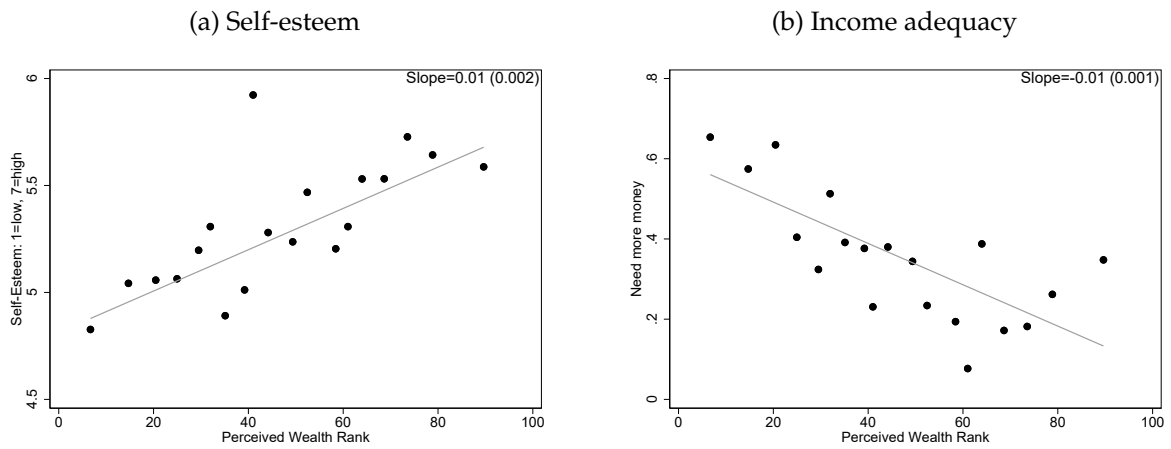 (a) Self-esteem
Slope=0.01 (0.002)
Self-Esteem: 1=low, 7=high
6
5.5
5
4.5
0 20 40 60 80 100
Perceived Wealth Rank
(b) Income adequacy
Slope=-0.01 (0.001)
Need more money
.8
.6
.4
.2
0
0 20 40 60 80 100
Perceived Wealth Rank